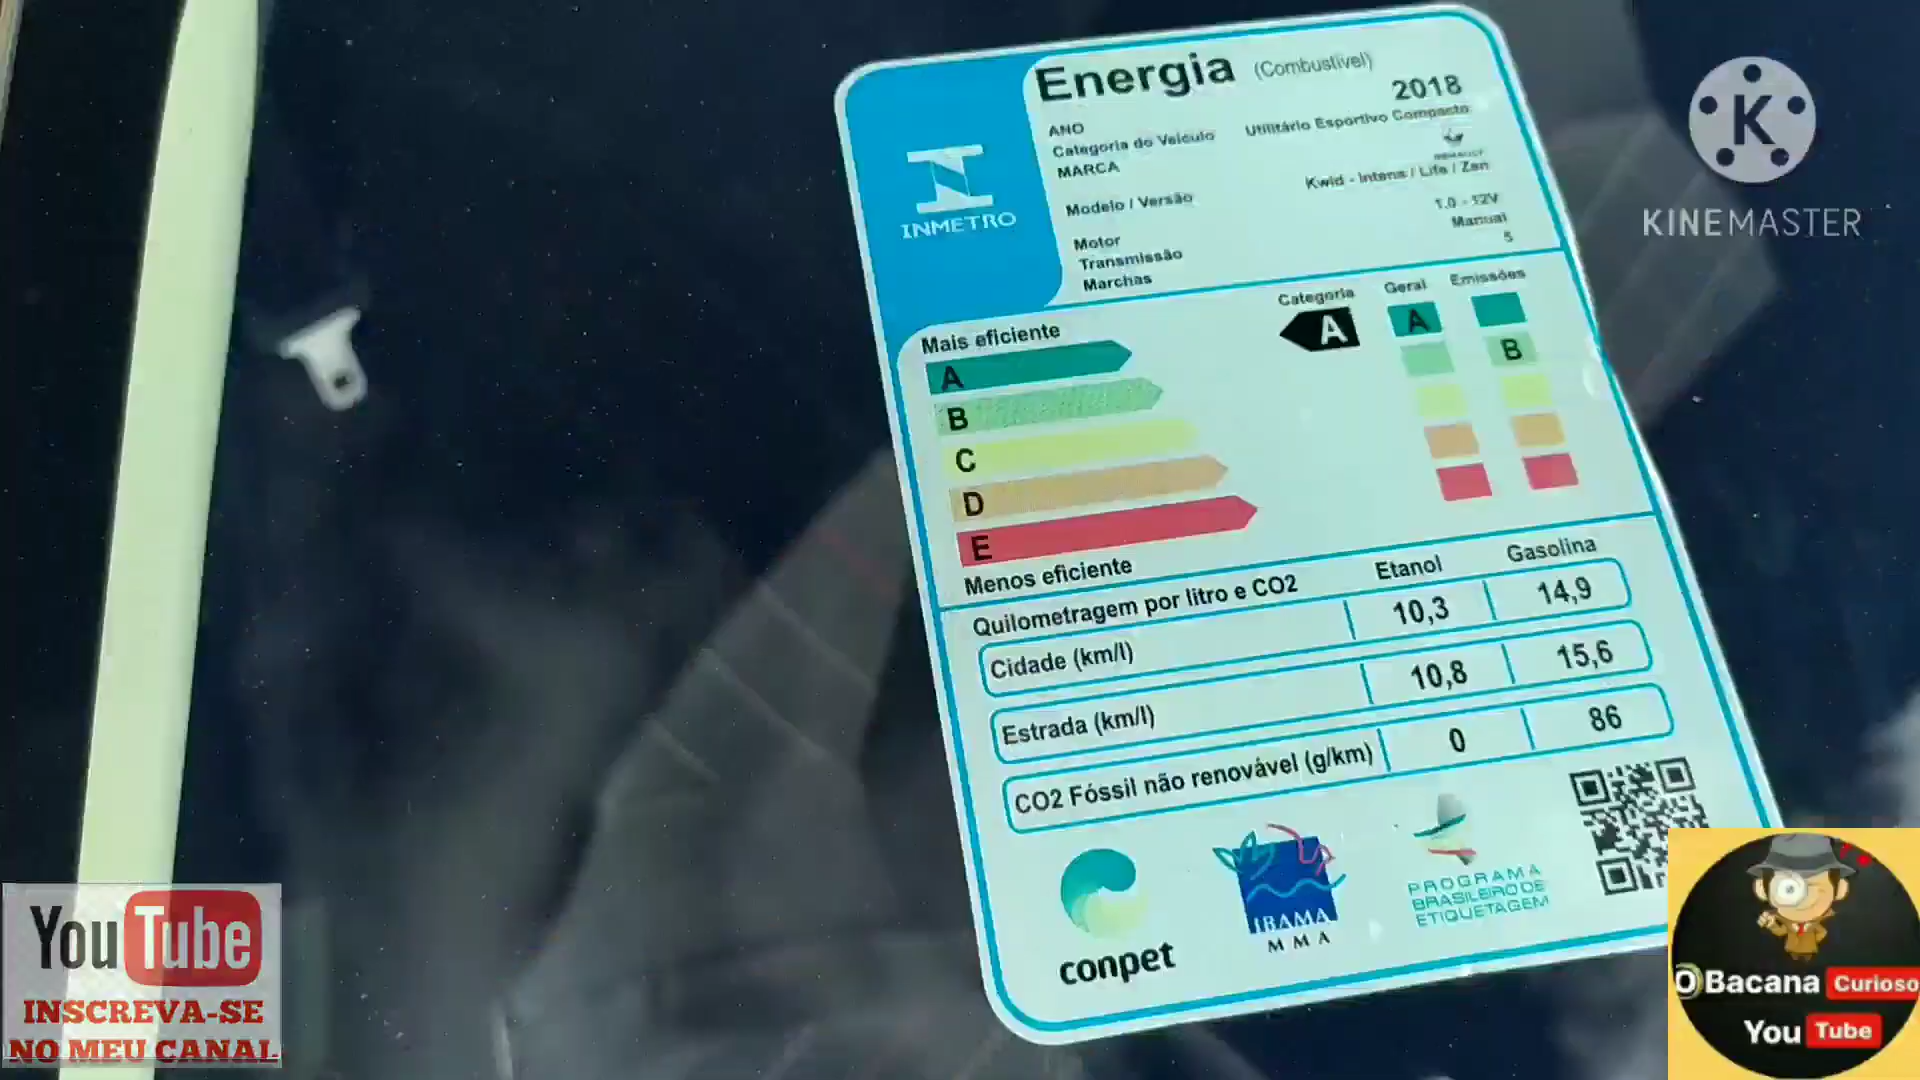 Energia (Combustível)
ANO 2018
Categoria do Veículo Utilitário Esportivo Compacto
MARCA RENAULT
Modelo / Versão Kwid - Intens / Life / Zen
Motor 1.0 - 12V
Transmissão Manual
Marchas 5
INMETRO
Categoria Geral Emissões
Mais eficiente
A A A
B B
C
D
E
Menos eficiente
Quilometragem por litro e CO2 Etanol Gasolina
Cidade (km/l) 10,3 14,9
Estrada (km/l) 10,8 15,6
CO2 Fóssil não renovável (g/km) 0 86
conpet
IBAMA
MMA
PROGRAMA
BRASILEIRO DE
ETIQUETAGEM
K
KINEMASTER
YouTube
INSCREVA-SE
NO MEU CANAL
O Bacana Curioso
YouTube